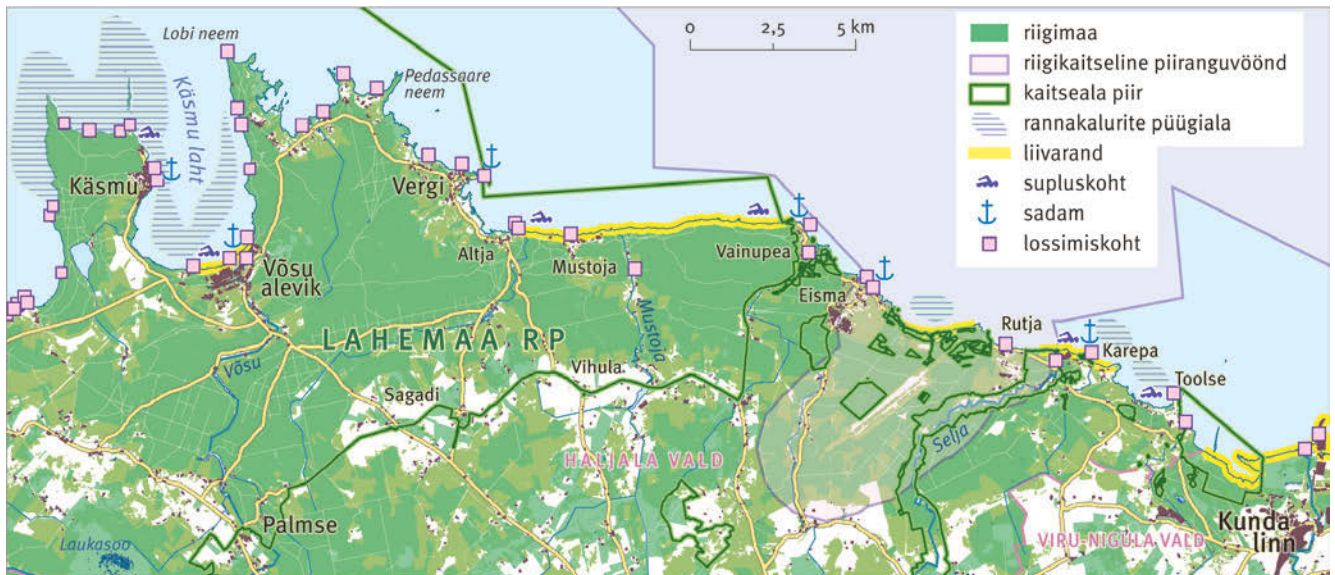 Lobi neem
Käsmu laht
Pedassaare
neem
0 2,5 5 km
riigimaa
riigikaitseline piiranguvöönd
kaitseala piir
rannakalurite püügiala
liivarand
supluskoht
sadam
lossimiskoht
Käsmu
Vergi
Võsu
alevik
Altja
Mustoja
Vainupea
Eisma
Rutja
Karepa
Toolse
LAHEMAA RP
Mustoja
Võsu
Sagadi
Vihula
Selja
HALJALA VALD
Palmse
Laukasoo
VIRU-NIGULA VALD
Kunda
linn